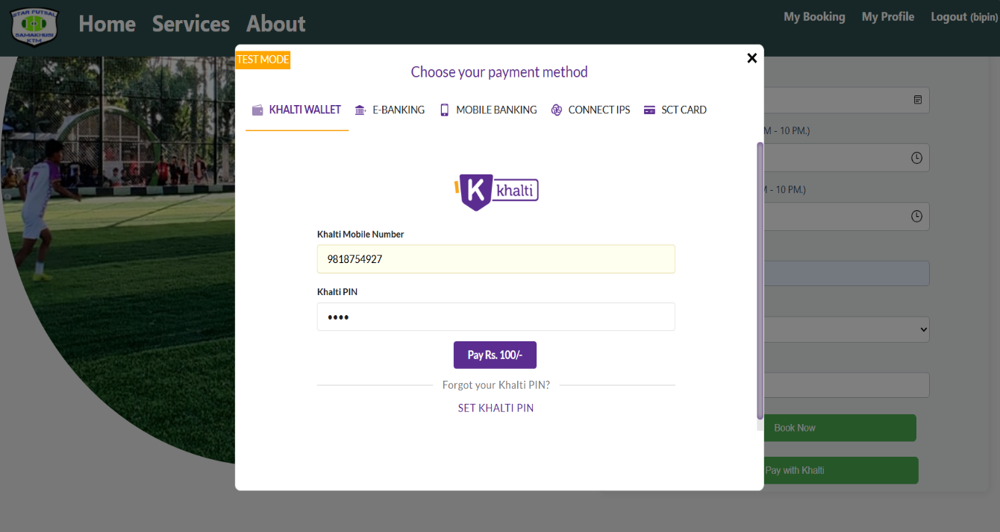 STAR FUTSAL
SAMAKHUSI
KTM
Home Services About
My Booking My Profile Logout (bipin)
TEST MODE
Choose your payment method
KHALTI WALLET E-BANKING MOBILE BANKING CONNECT IPS SCT CARD
M - 10 PM.)
- 10 PM.)
K khalti
Khalti Mobile Number
9818754927
Khalti PIN
••••
Pay Rs. 100/-
Forgot your Khalti PIN?
SET KHALTI PIN
Book Now
Pay with Khalti
7